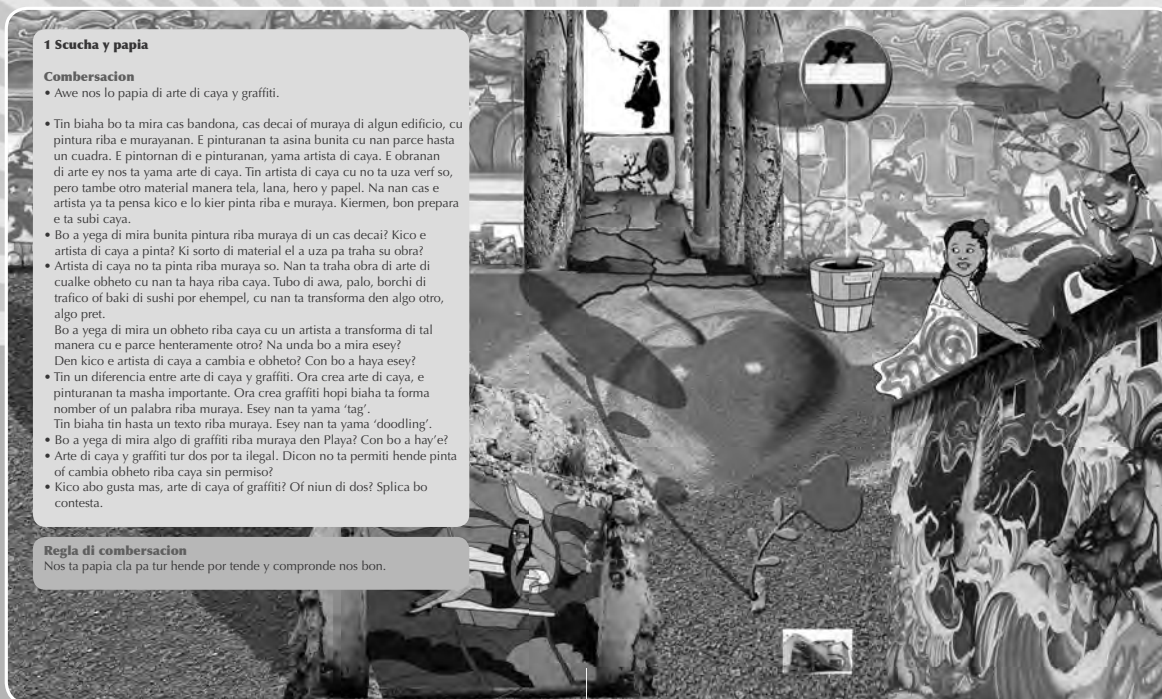 1 Scucha y papia
Combersacion
• Awe nos lo papia di arte di caya y graffiti.
• Tin biaha bo ta mira cas bandona, cas decai of muraya di algun edificio, cu
pintura riba e murayanan. E pinturanan ta asina bunita cu nan parce hasta
un cuadra. E pintornan di e pinturanan, yama artista di caya. E obranan
di arte ey nos ta yama arte di caya. Tin artista di caya cu no ta uza verf so,
pero tambe otro material manera tela, lana, hero y papel. Na nan cas e
artista ya ta pensa kico e lo kier pinta riba e muraya. Kiermen, bon prepara
e ta subi caya.
• Bo a yega di mira bunita pintura riba muraya di un cas decai? Kico e
artista di caya a pinta? Ki sorto di material el a uza pa traha su obra?
• Artista di caya no ta pinta riba muraya so. Nan ta traha obra di arte di
cualke obheto cu nan ta haya riba caya. Tubo di awa, palo, borchi di
trafico of baki di sushi por ehempel, cu nan ta transforma den algo otro,
algo pret.
Bo a yega di mira un obheto riba caya cu un artista a transforma di tal
manera cu e parce henteramente otro? Na unda bo a mira esey?
Den kico e artista di caya a cambia e obheto? Con bo a haya esey?
• Tin un diferencia entre arte di caya y graffiti. Ora crea arte di caya, e
pinturanan ta masha importante. Ora crea graffiti hopi biaha ta forma
nomber of un palabra riba muraya. Esey nan ta yama ‘tag’.
Tin biaha tin hasta un texto riba muraya. Esey nan ta yama ‘doodling’.
• Bo a yega di mira algo di graffiti riba muraya den Playa? Con bo a hay’e?
• Arte di caya y graffiti tur dos por ta ilegal. Dicon no ta permiti hende pinta
of cambia obheto riba caya sin permiso?
• Kico abo gusta mas, arte di caya of graffiti? Of niun di dos? Splica bo
contesta.
Regla di combersacion
Nos ta papia cla pa tur hende por tende y compronde nos bon.